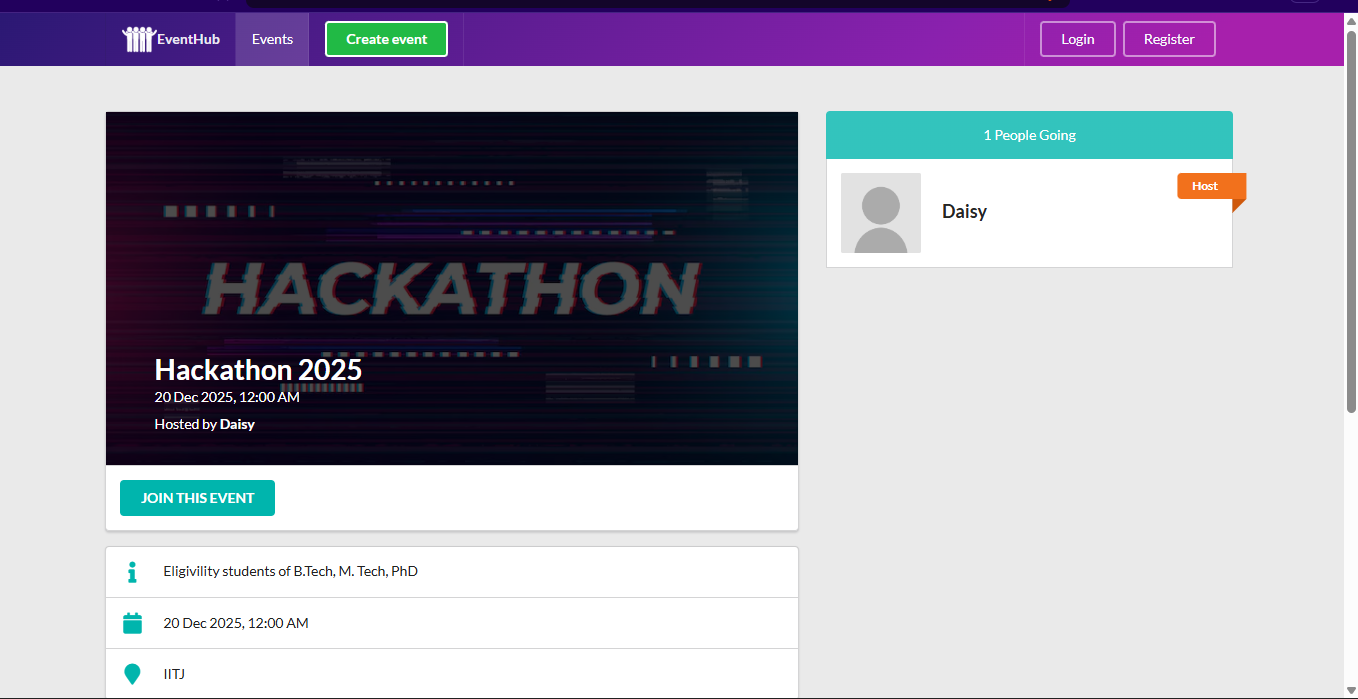 EventHub
Events
Create event
Login
Register
HACKATHON
Hackathon 2025
20 Dec 2025, 12:00 AM
Hosted by Daisy
JOIN THIS EVENT
Eligivility students of B.Tech, M. Tech, PhD
20 Dec 2025, 12:00 AM
IITJ
1 People Going
Host
Daisy